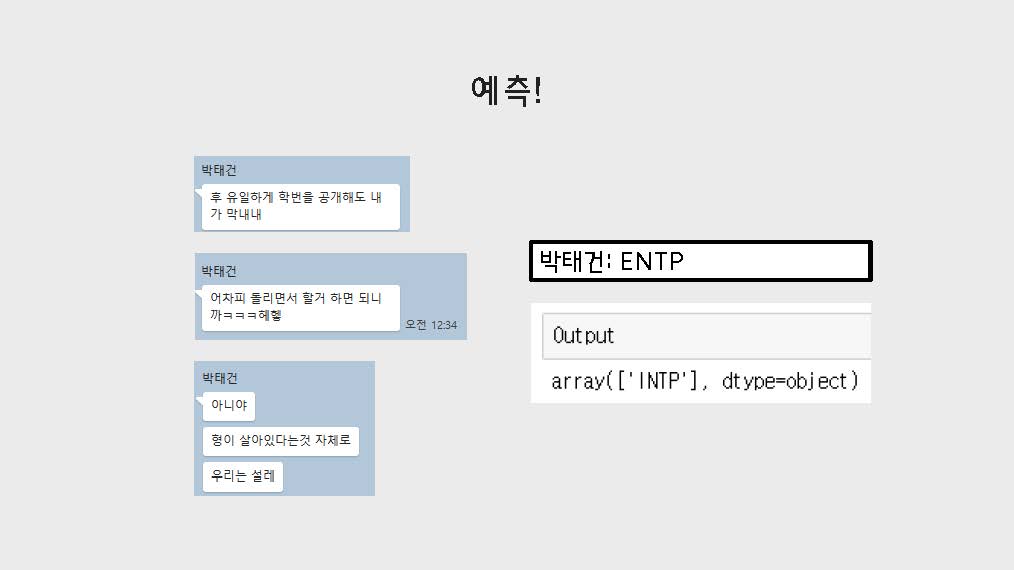 예측!
박태건
후 유일하게 학번을 공개해도 내
가 막내내
박태건
어차피 돌리면서 할거 하면 되니
까ㅋㅋㅋ헤헿
오전 12:34
박태건
아니야
형이 살아있다는것 자체로
우리는 설레
박태건: ENTP
Output
array(['INTP'], dtype=object)